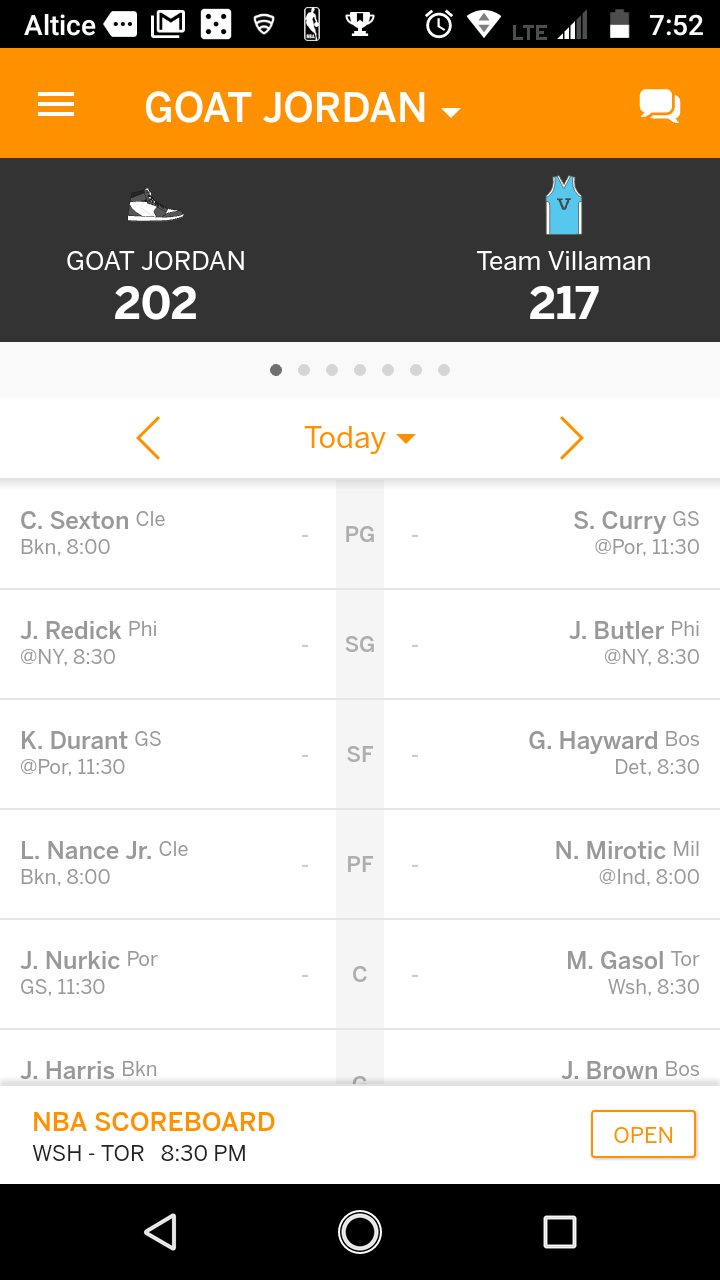 Altice LTE 7:52
GOAT JORDAN
V
GOAT JORDAN Team Villaman
202 217
Today
C. Sexton Cle S. Curry GS
Bkn, 8:00 - PG - @Por, 11:30
J. Redick Phi J. Butler Phi
@NY, 8:30 - SG - @NY, 8:30
K. Durant GS G. Hayward Bos
@Por, 11:30 - SF - Det, 8:30
L. Nance Jr. Cle N. Mirotic Mil
Bkn, 8:00 - PF - @Ind, 8:00
J. Nurkic Por M. Gasol Tor
GS, 11:30 - C - Wsh, 8:30
J. Harris Bkn J. Brown Bos
NBA SCOREBOARD
WSH - TOR 8:30 PM
OPEN